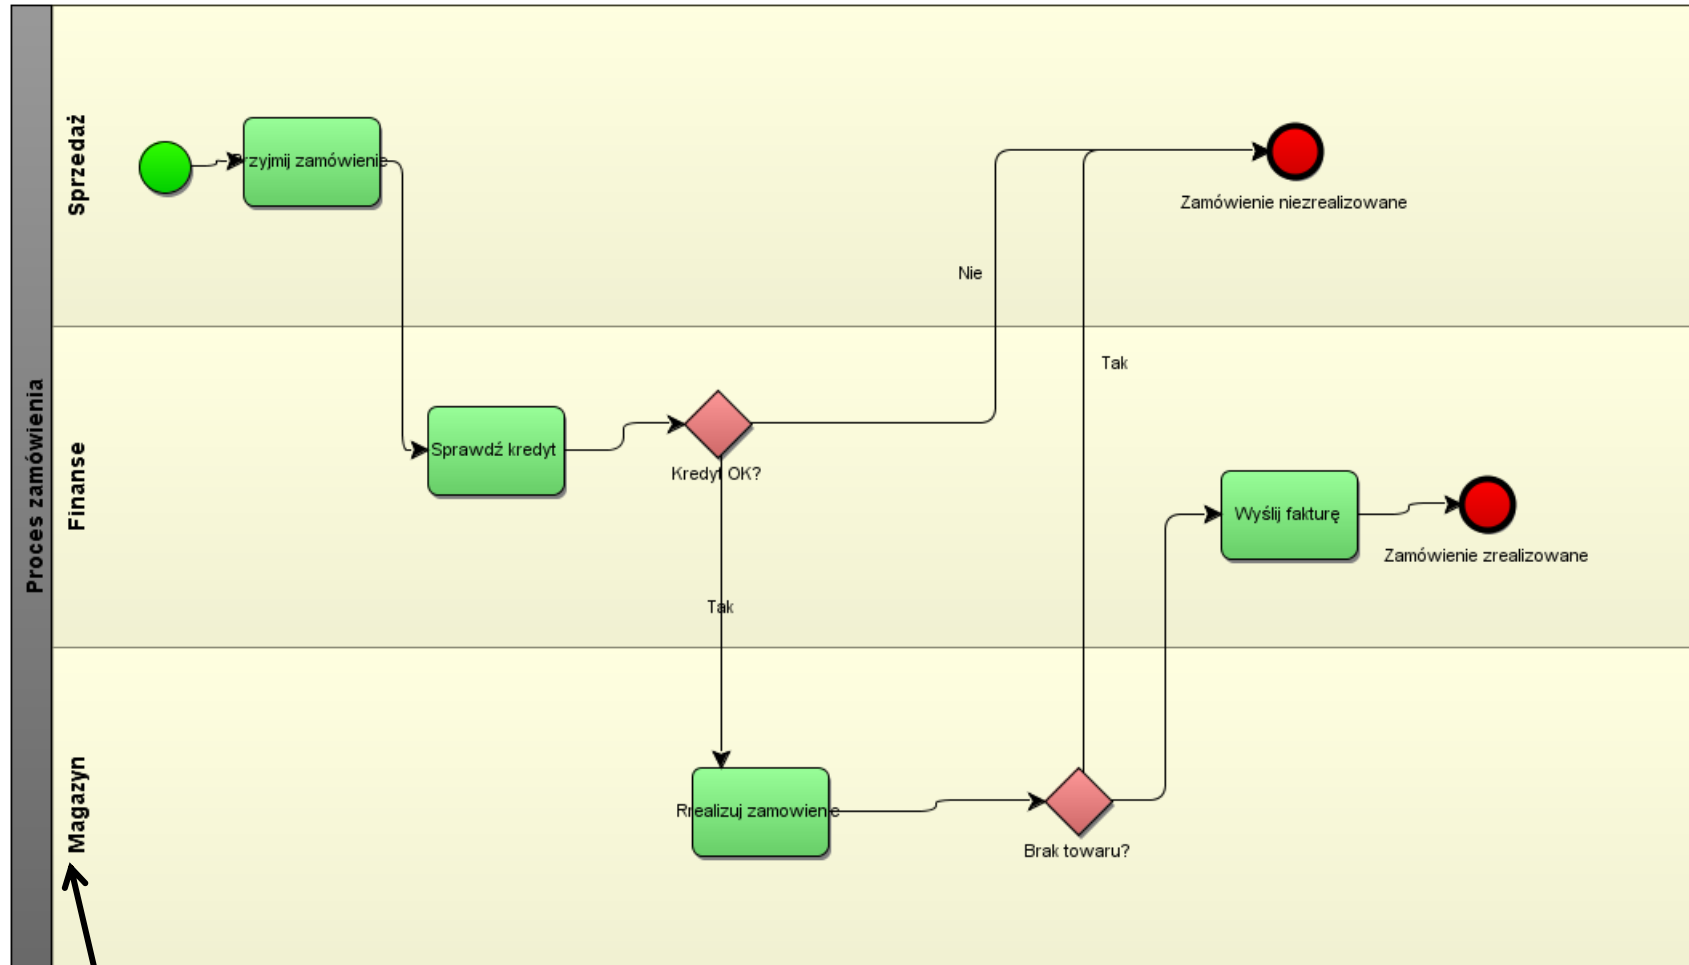 Proces zamówienia
Sprzedaż
Przyjmij zamówienie
Zamówienie niezrealizowane
Nie
Finanse
Tak
Sprawdź kredyt
Kredyt OK?
Wyślij fakturę
Zamówienie zrealizowane
Tak
Magazyn
Rrealizuj zamowienie
Brak towaru?